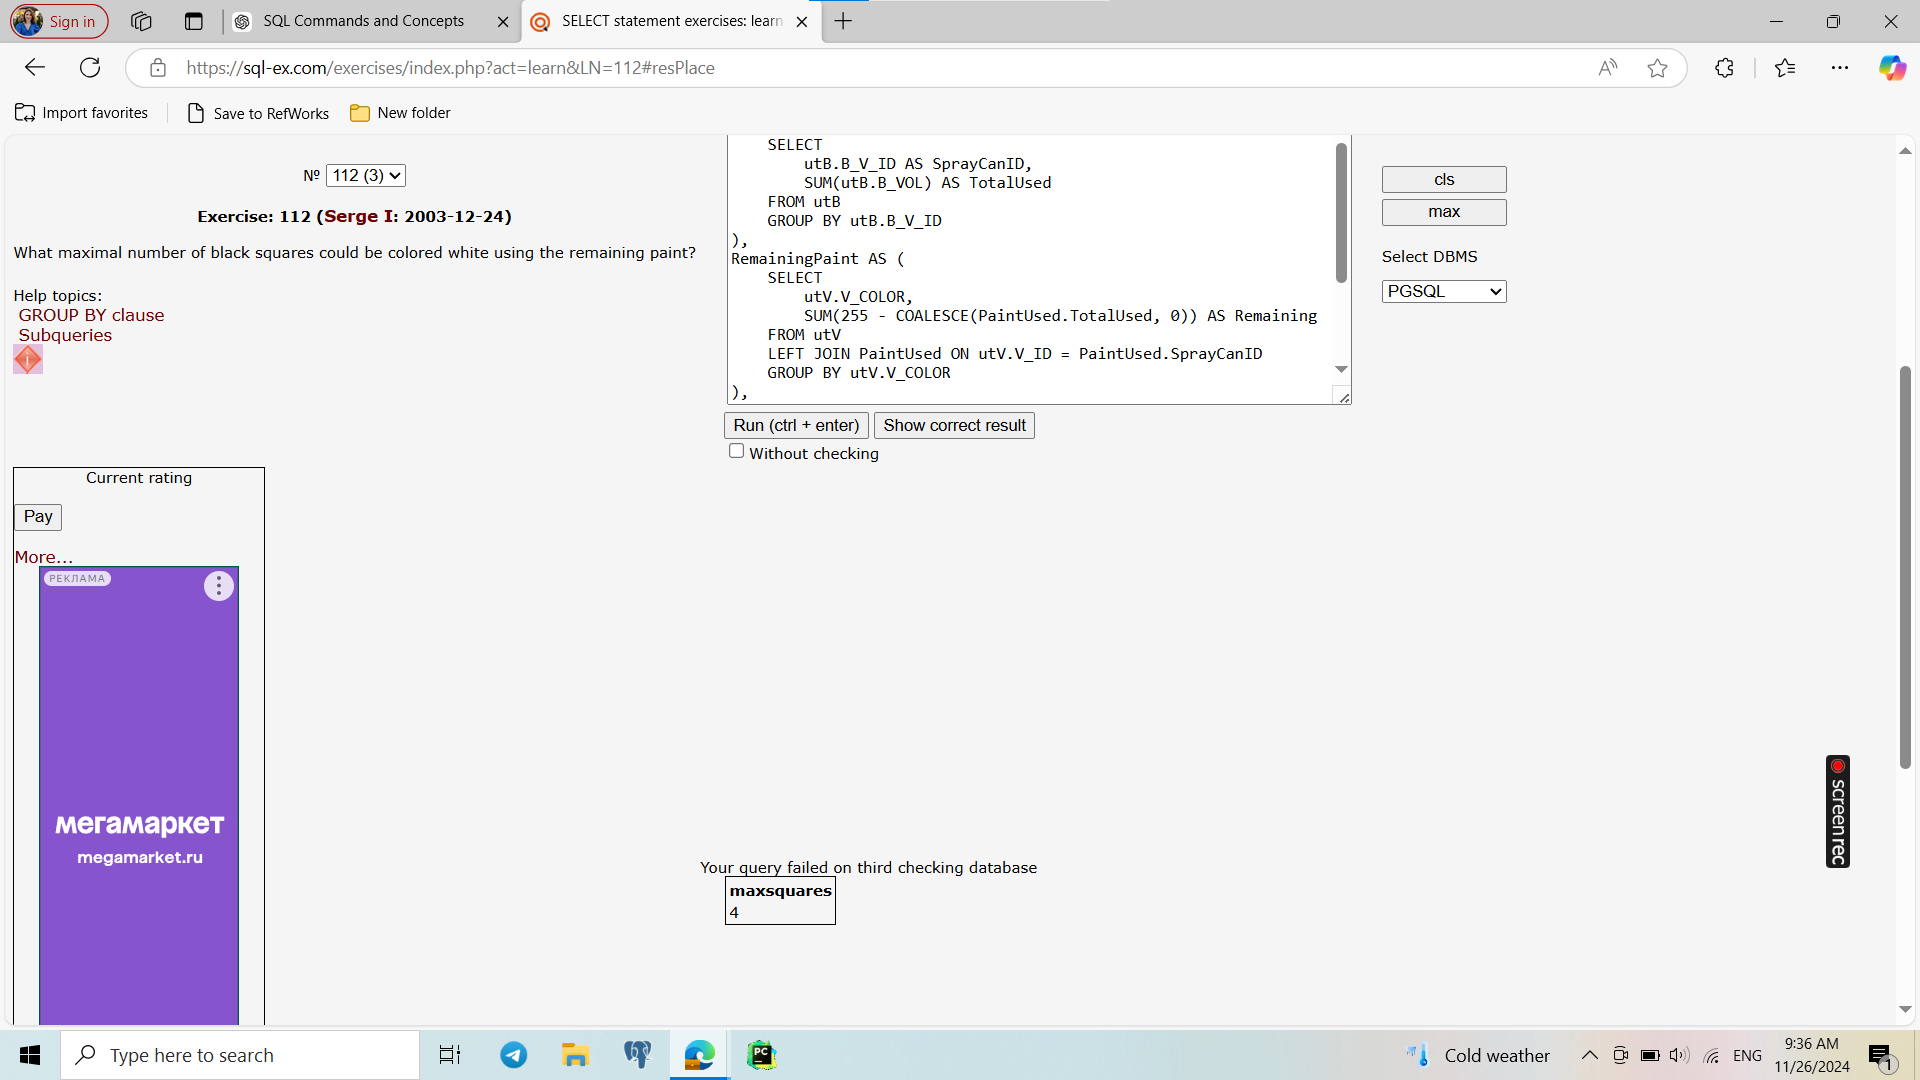 Sign in
SQL Commands and Concepts
SELECT statement exercises: learn
https://sql-ex.com/exercises/index.php?act=learn&LN=112#resPlace
Import favorites
Save to RefWorks
New folder
№ 112 (3)
Exercise: 112 (Serge I: 2003-12-24)
What maximal number of black squares could be colored white using the remaining paint?
Help topics:
GROUP BY clause
Subqueries
SELECT
utB.B_V_ID AS SprayCanID,
SUM(utB.B_VOL) AS TotalUsed
FROM utB
GROUP BY utB.B_V_ID
),
RemainingPaint AS (
SELECT
utV.V_COLOR,
SUM(255 - COALESCE(PaintUsed.TotalUsed, 0)) AS Remaining
FROM utV
LEFT JOIN PaintUsed ON utV.V_ID = PaintUsed.SprayCanID
GROUP BY utV.V_COLOR
),
cls
max
Select DBMS
PGSQL
Run (ctrl + enter)
Show correct result
Without checking
Current rating
Pay
More...
РЕКЛАМА
мегамаркет
megamarket.ru
Your query failed on third checking database
maxsquares
4
screenrec
Type here to search
PC
Cold weather
ENG
9:36 AM
11/26/2024
1